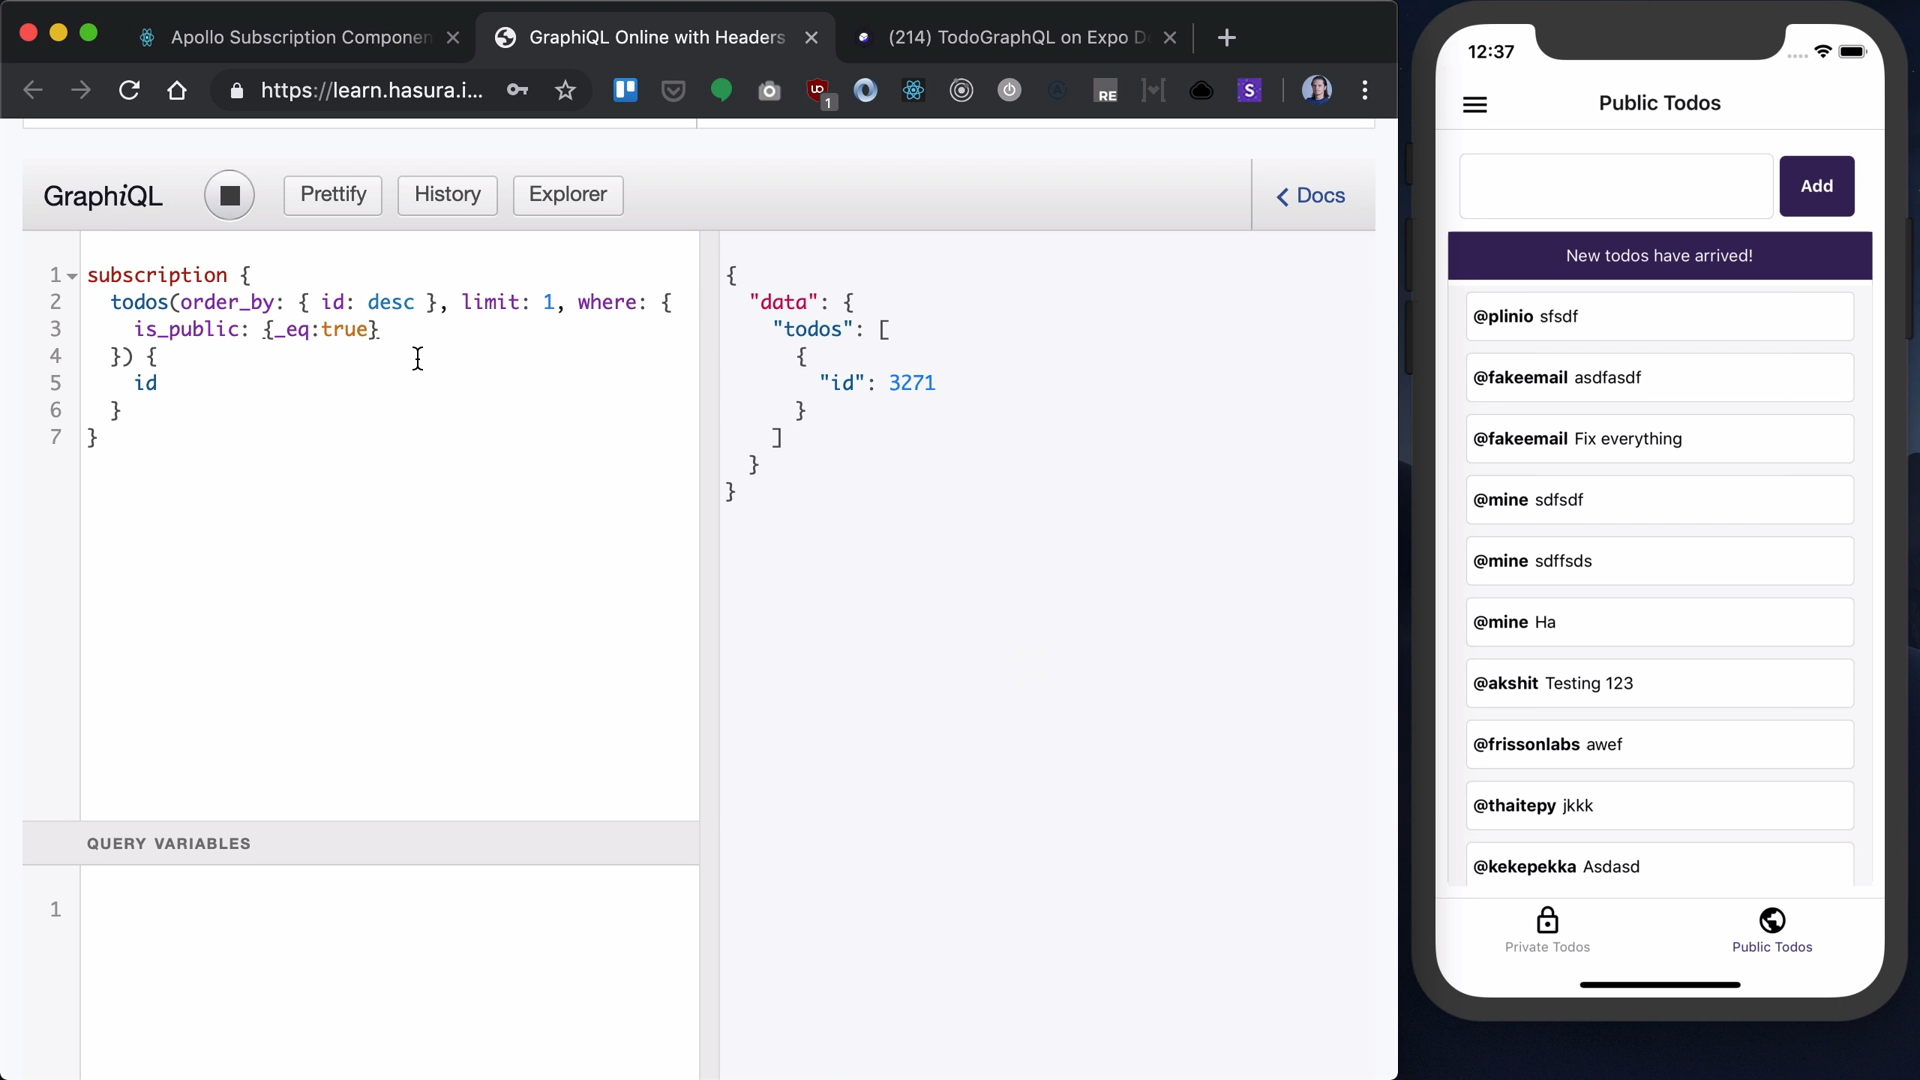 Apollo Subscription Componen
GraphiQL Online with Headers
(214) TodoGraphQL on Expo D
https://learn.hasura.i...
1
RE
S
GraphiQL
Prettify
History
Explorer
Docs
1 subscription {
2 todos(order_by: { id: desc }, limit: 1, where: {
3 is_public: {_eq:true}
4 }) {
5 id
6 }
7 }
QUERY VARIABLES
1
{
"data": {
"todos": [
{
"id": 3271
}
]
}
}
12:37
Public Todos
Add
New todos have arrived!
@plinio sfsdf
@fakeemail asdfasdf
@fakeemail Fix everything
@mine sdfsdf
@mine sdffsds
@mine Ha
@akshit Testing 123
@frissonlabs awef
@thaitepy jkkk
@kekepekka Asdasd
Private Todos
Public Todos